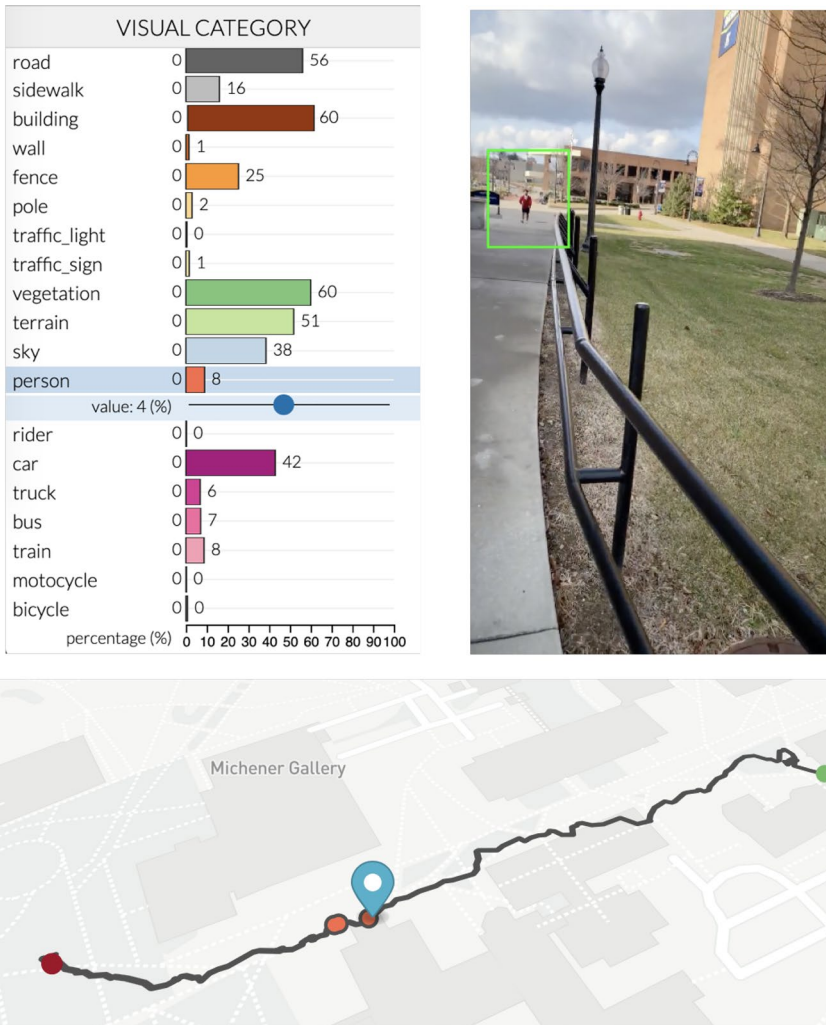 VISUAL CATEGORY
road 0 56
sidewalk 0 16
building 0 60
wall 0 1
fence 0 25
pole 0 2
traffic_light 0 0
traffic_sign 0 1
vegetation 0 60
terrain 0 51
sky 0 38
person 0 8
value: 4 (%)
rider 0 0
car 0 42
truck 0 6
bus 0 7
train 0 8
motocycle 0 0
bicycle 0 0
percentage (%) 0 10 20 30 40 50 60 70 80 90 100
Michener Gallery